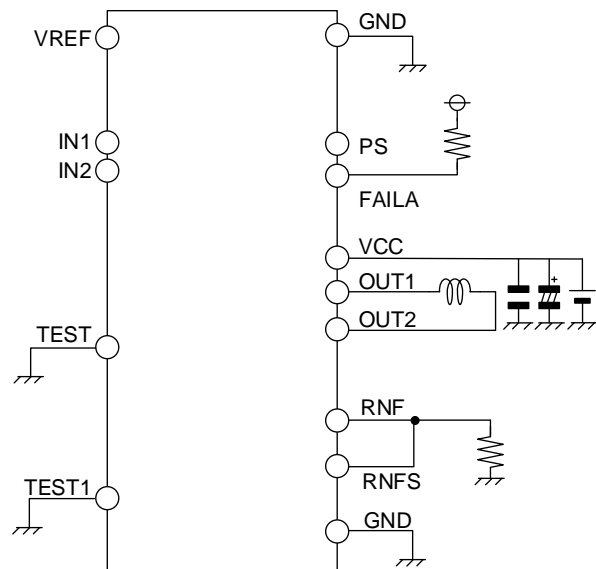 GND
VREF
IN1
PS
IN2
FAILA
VCC
OUT1
OUT2
TEST
RNF
RNFS
TEST1
GND
+